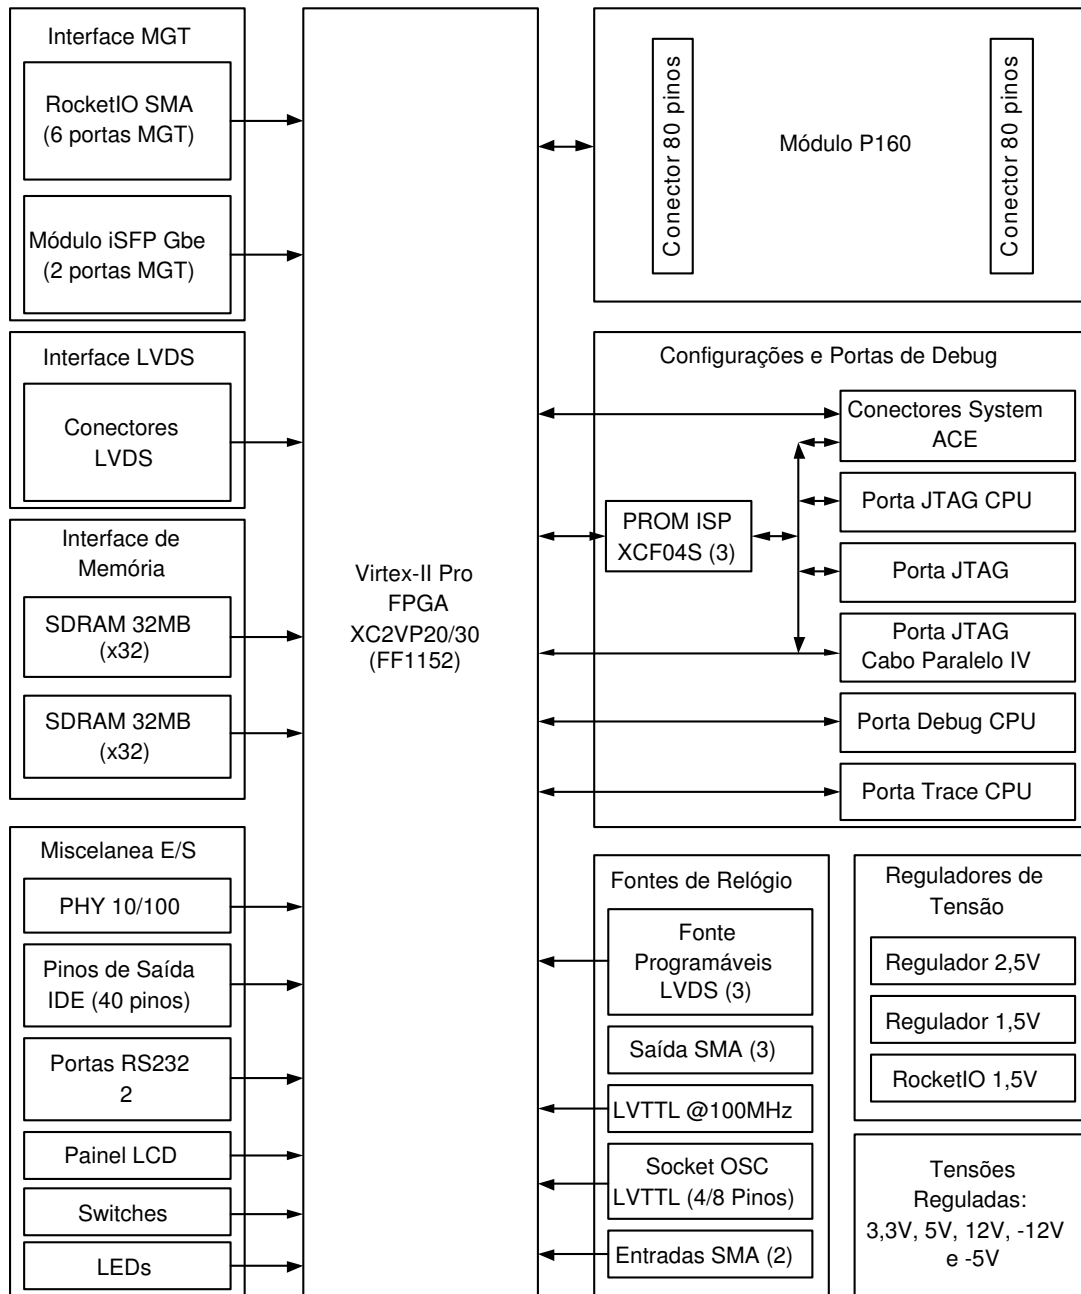 Interface MGT
RocketIO SMA
(6 portas MGT)
Módulo iSFP Gbe
(2 portas MGT)
Interface LVDS
Conectores
LVDS
Interface de
Memória
SDRAM 32MB
(x32)
SDRAM 32MB
(x32)
Miscelanea E/S
PHY 10/100
Pinos de Saída
IDE (40 pinos)
Portas RS232
2
Painel LCD
Switches
LEDs
Virtex-II Pro
FPGA
XC2VP20/30
(FF1152)
Conector 80 pinos
Módulo P160
Conector 80 pinos
Configurações e Portas de Debug
Conectores System
ACE
Porta JTAG CPU
PROM ISP
XCF04S (3)
Porta JTAG
Porta JTAG
Cabo Paralelo IV
Porta Debug CPU
Porta Trace CPU
Fontes de Relógio
Fonte
Programáveis
LVDS (3)
Saída SMA (3)
LVTTL @100MHz
Socket OSC
LVTTL (4/8 Pinos)
Entradas SMA (2)
Reguladores de
Tensão
Regulador 2,5V
Regulador 1,5V
RocketIO 1,5V
Tensões
Reguladas:
3,3V, 5V, 12V, -12V
e -5V